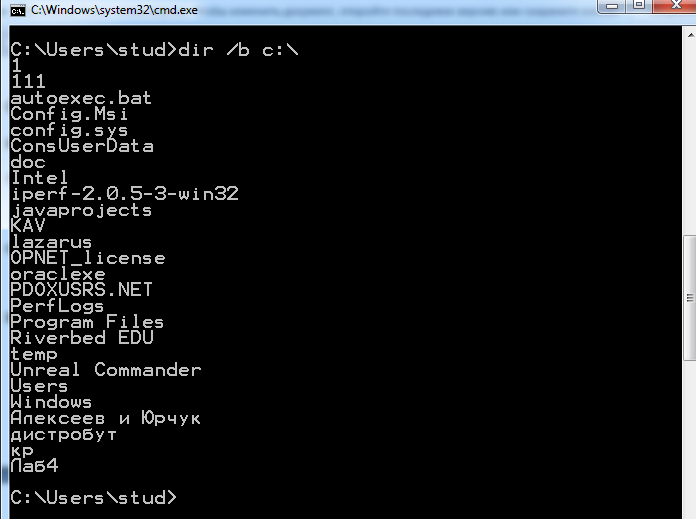 C:\Windows\system32\cmd.exe
C:\Users\stud>dir /b c:\
1
111
autoexec.bat
Config.Msi
config.sys
ConsUserData
doc
Intel
iperf-2.0.5-3-win32
javaprojects
KAV
lazarus
OPNET_license
oraclexe
PDOXUSRS.NET
PerfLogs
Program Files
Riverbed EDU
temp
Unreal Commander
Users
Windows
Алексеев и Юрчук
дистробут
кр
Лаб4
C:\Users\stud>